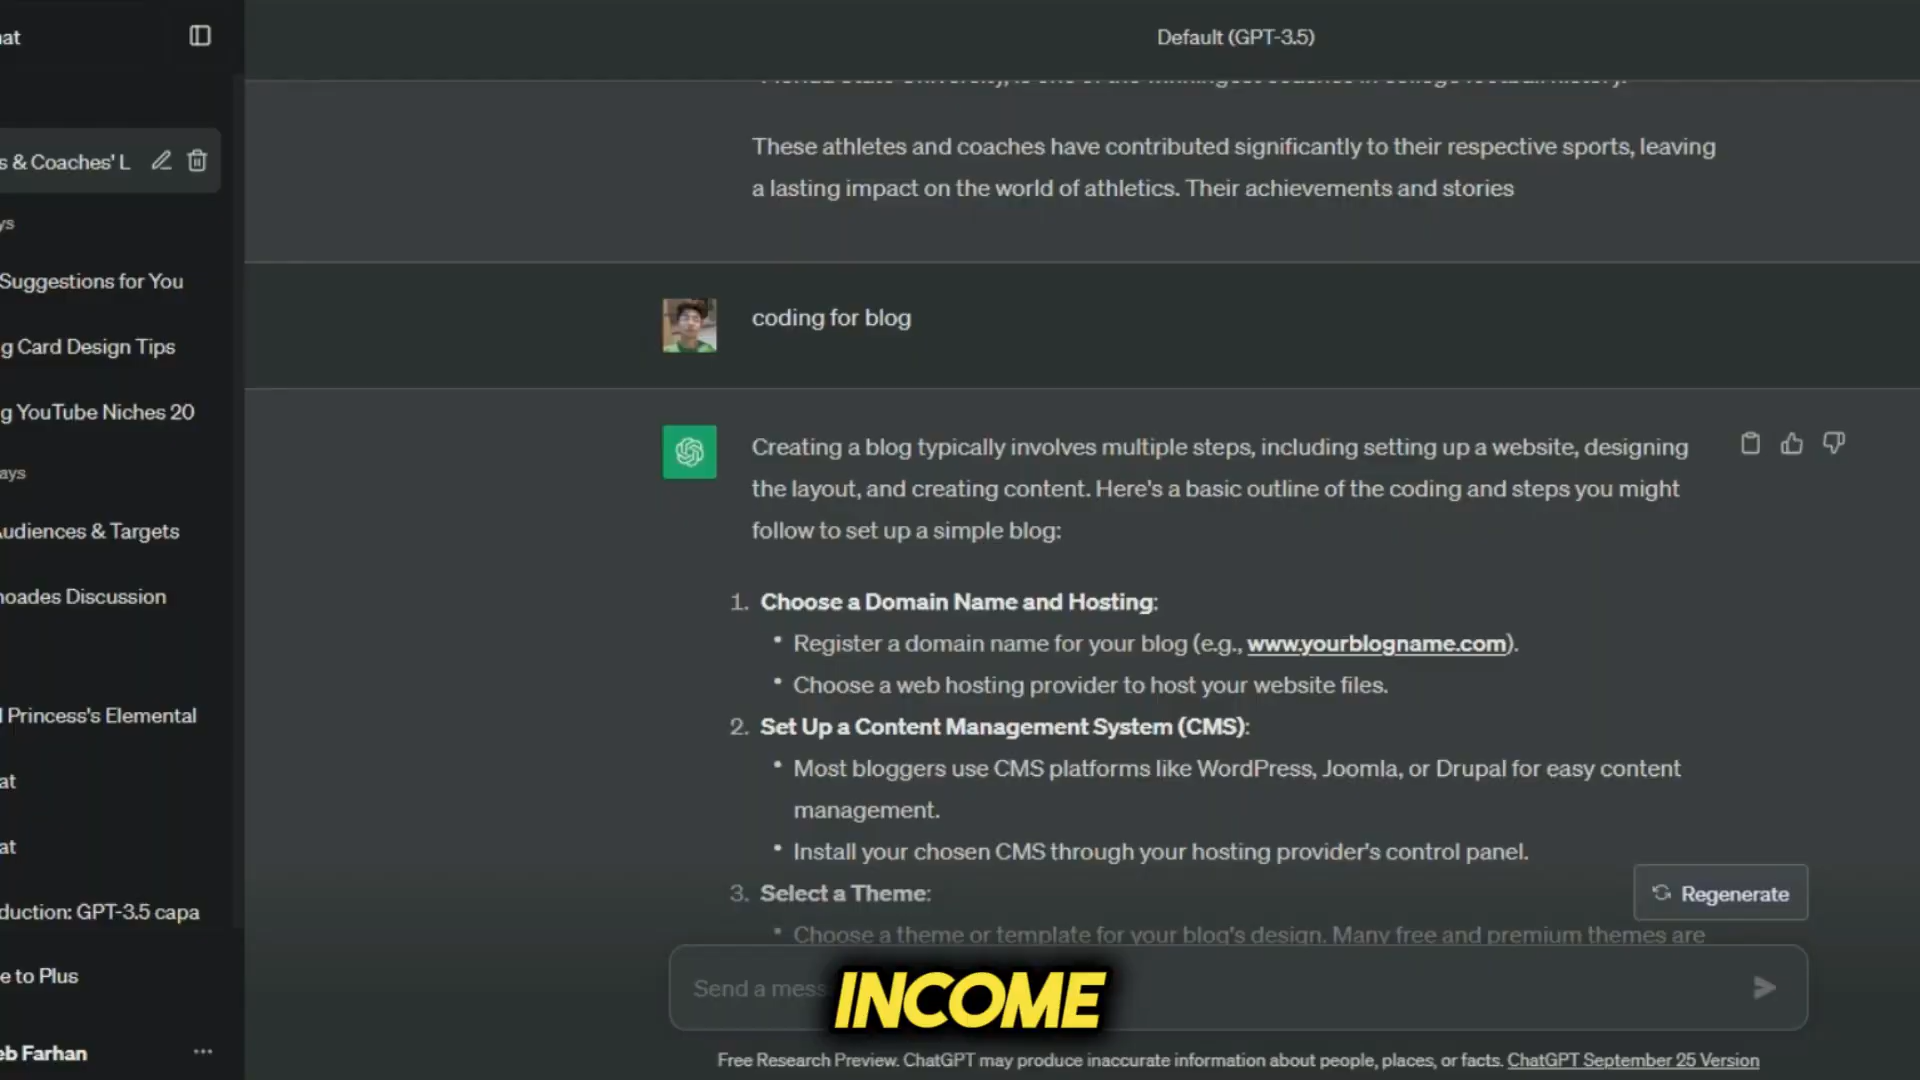 at
Default (GPT-3.5)
These athletes and coaches have contributed significantly to their respective sports, leaving
a lasting impact on the world of athletics. Their achievements and stories
s & Coaches' L
ys
Suggestions for You
g Card Design Tips
g YouTube Niches 20
ays
Audiences & Targets
hoades Discussion
l Princess's Elemental
at
at
duction: GPT-3.5 capa
e to Plus
eb Farhan
coding for blog
Creating a blog typically involves multiple steps, including setting up a website, designing
the layout, and creating content. Here's a basic outline of the coding and steps you might
follow to set up a simple blog:
1. Choose a Domain Name and Hosting:
• Register a domain name for your blog (e.g., www.yourblogname.com).
• Choose a web hosting provider to host your website files.
2. Set Up a Content Management System (CMS):
• Most bloggers use CMS platforms like WordPress, Joomla, or Drupal for easy content
management.
• Install your chosen CMS through your hosting provider's control panel.
3. Select a Theme:
• Choose a theme or template for your blog's design. Many free and premium themes are
Regenerate
Send a mess
INCOME
Free Research Preview. ChatGPT may produce inaccurate information about people, places, or facts. ChatGPT September 25 Version